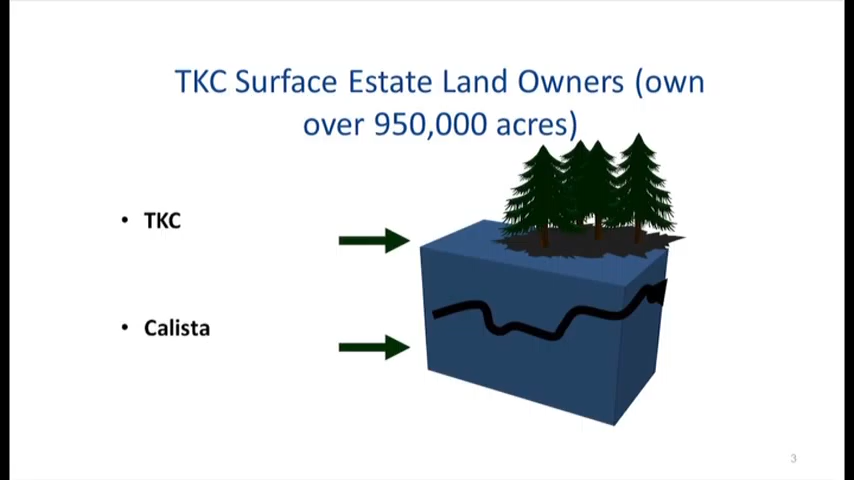 TKC Surface Estate Land Owners (own
over 950,000 acres)
• TKC
• Calista
3